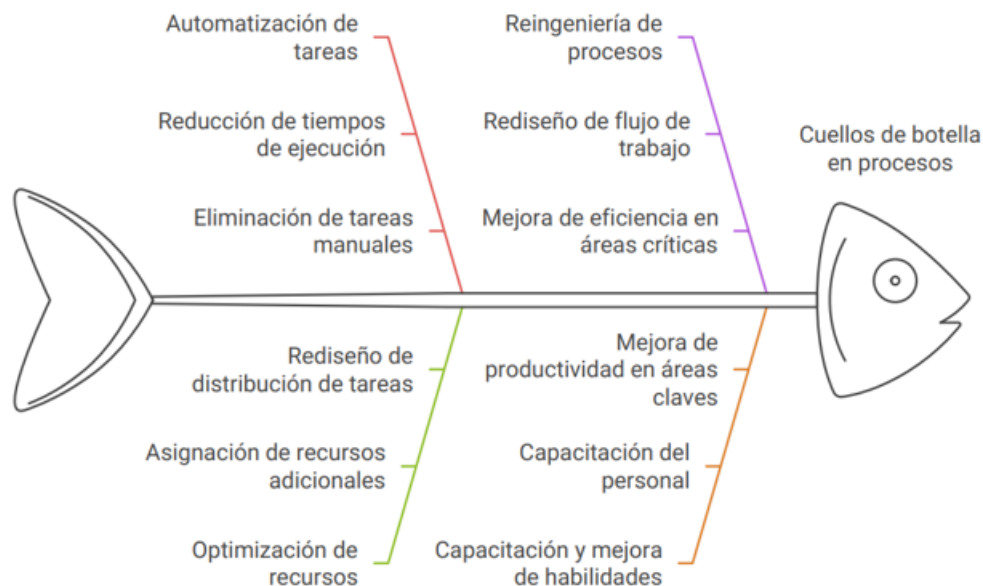 Automatización de
tareas
Reducción de tiempos
de ejecución
Eliminación de tareas
manuales
Reingeniería de
procesos
Rediseño de flujo de
trabajo
Mejora de eficiencia en
áreas críticas
Cuellos de botella
en procesos
Rediseño de
distribución de tareas
Asignación de recursos
adicionales
Optimización de
recursos
Mejora de
productividad en áreas
claves
Capacitación del
personal
Capacitación y mejora
de habilidades